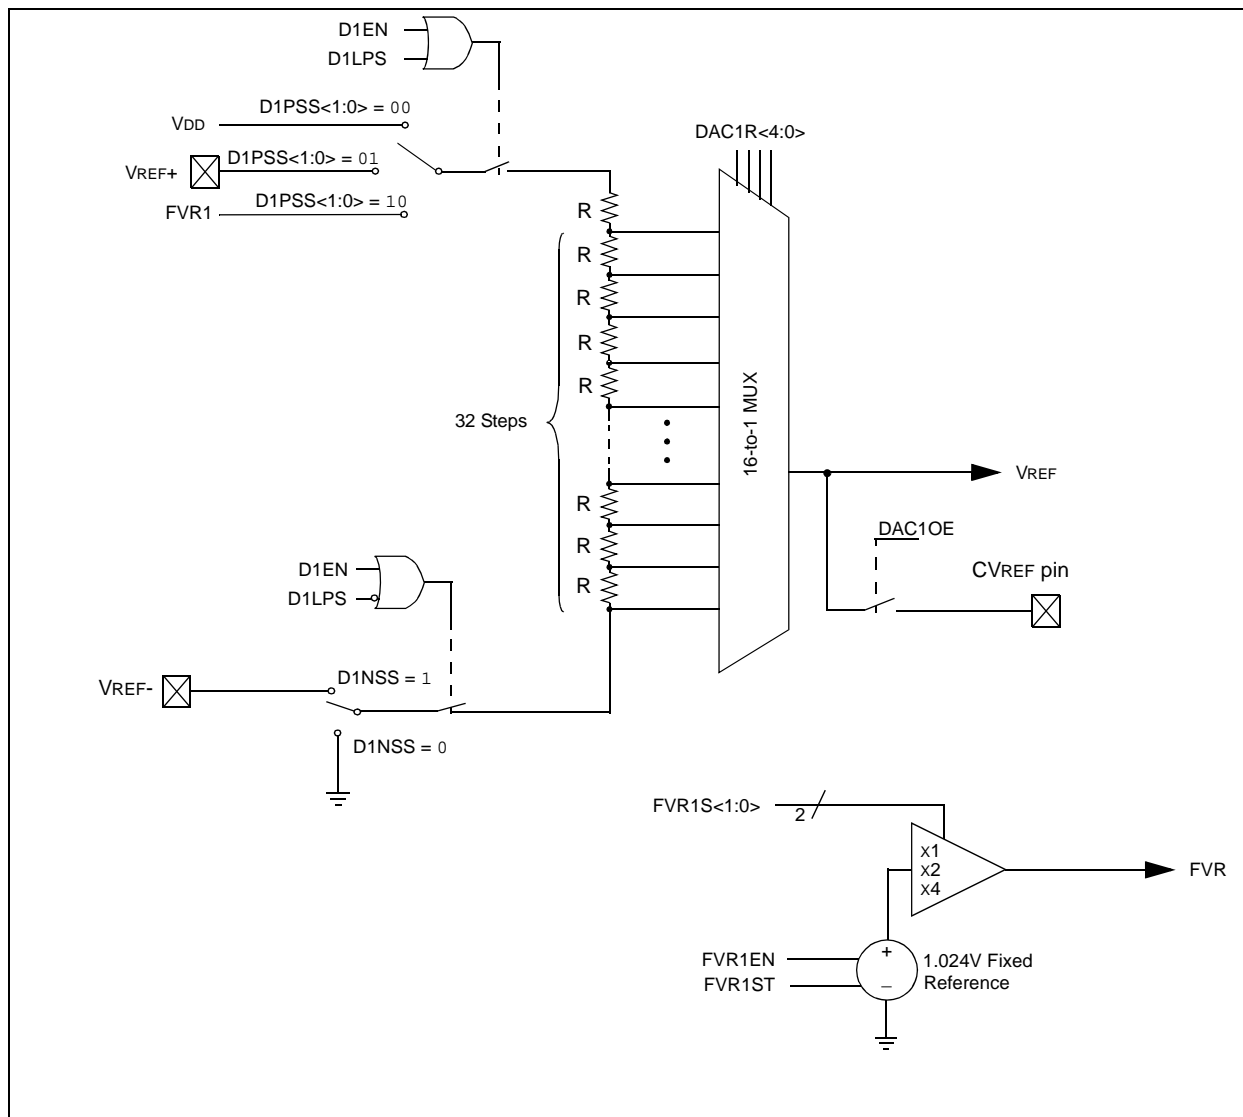 D1EN
D1LPS
D1PSS<1:0> = 00
VDD
DAC1R<4:0>
D1PSS<1:0> = 01
VREF+
D1PSS<1:0> = 10
FVR1
R
R
R
R
R
32 Steps
16-to-1 MUX
VREF
R
DAC1OE
R
D1EN
CVREF pin
R
D1LPS
D1NSS = 1
VREF-
D1NSS = 0
FVR1S<1:0>
2
X1
X2
X4
FVR
+
FVR1EN
1.024V Fixed
FVR1ST
–
Reference